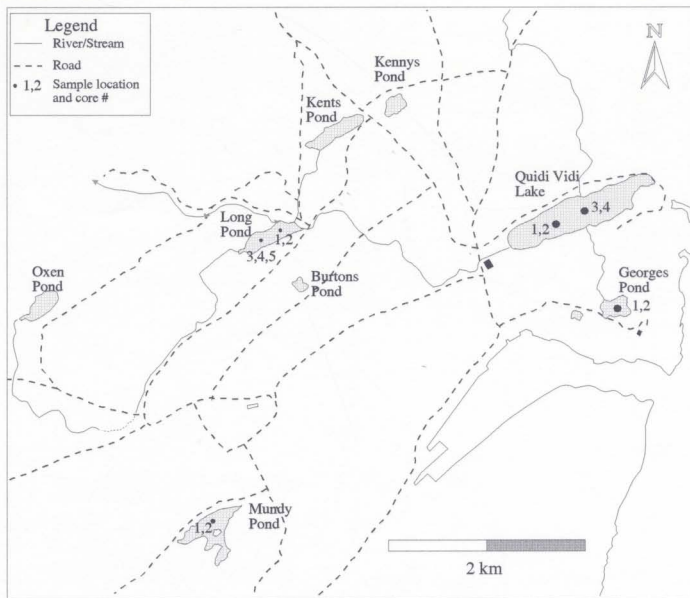 Legend
River/Stream
Road
1,2 Sample location
and core #
N
Kennys
Pond
Kents
Pond
Quidi Vidi
Lake
3,4
1,2
Long
Pond
1,2
3,4,5
Oxen
Pond
Burtons
Pond
Georges
Pond
1,2
Mundy
Pond
1,2
2 km